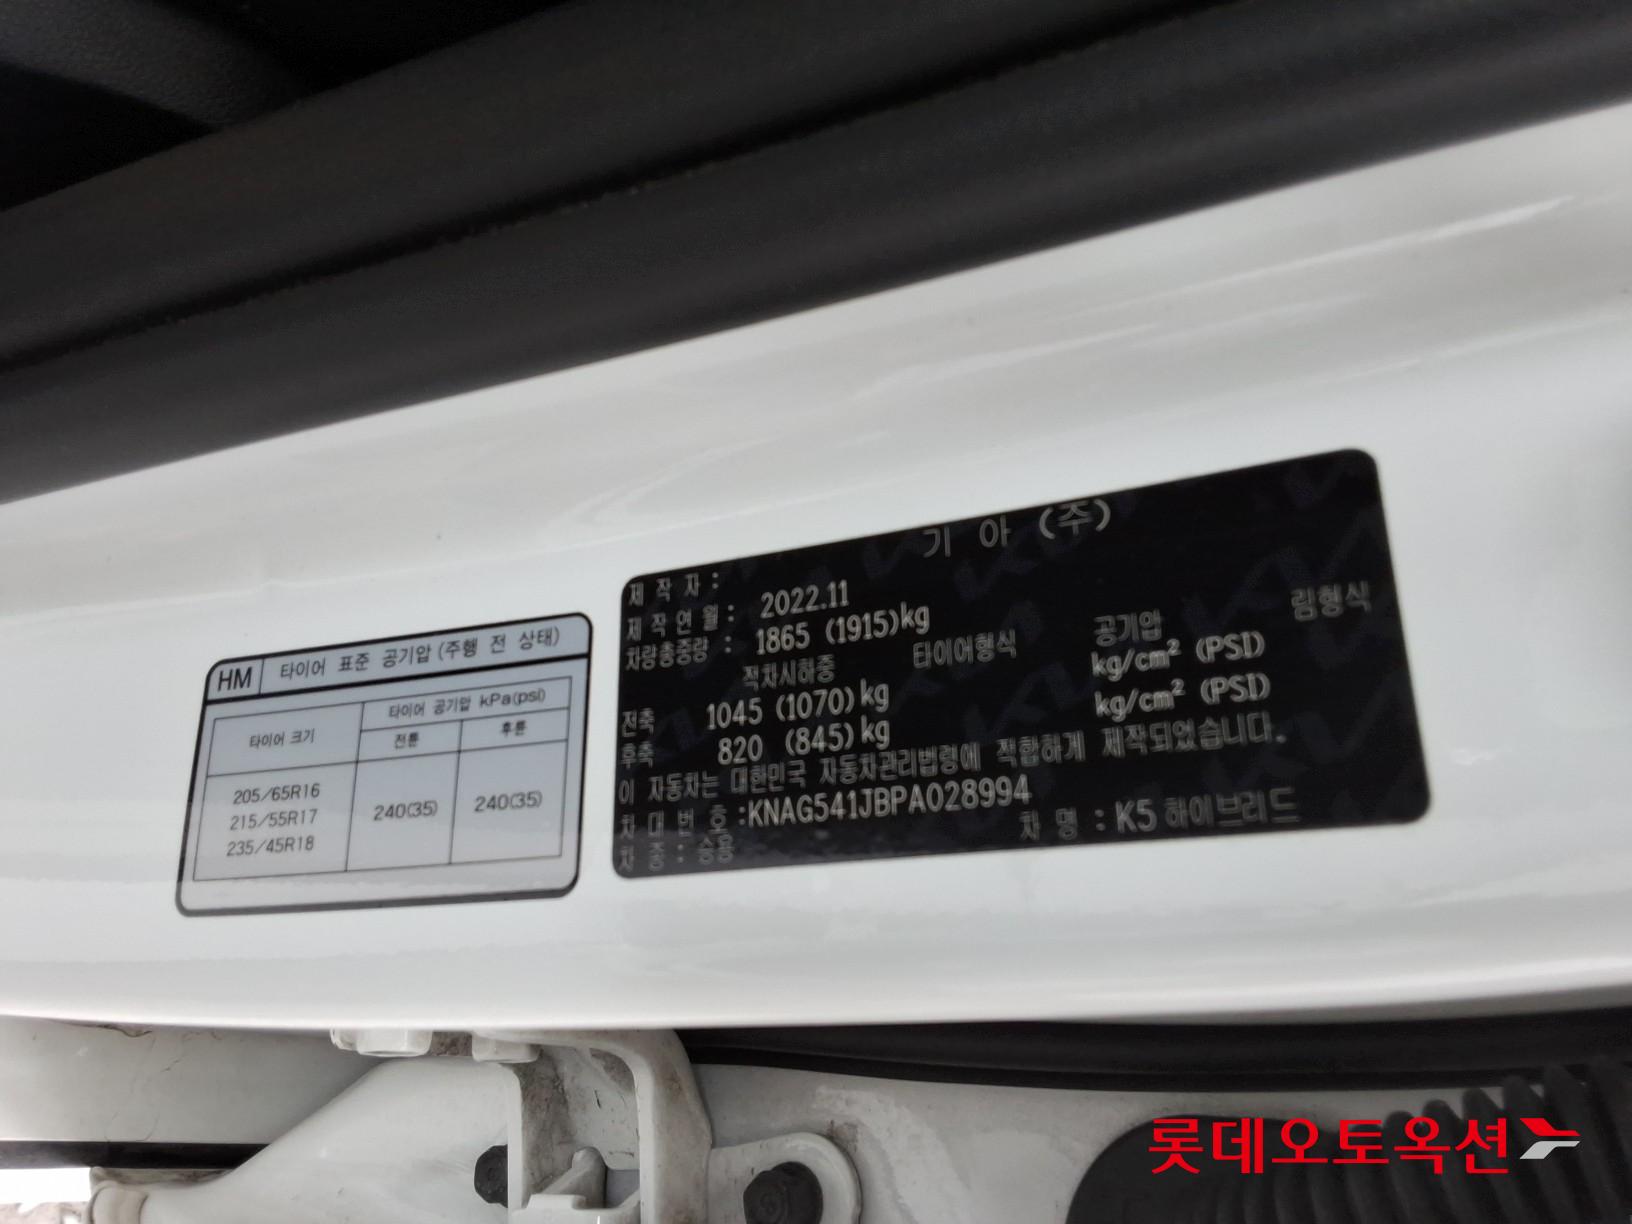 HM 타이어 표준 공기압 (주행 전 상태)
타이어 크기 타이어 공기압 kPa(psi)
전륜 후륜
205/65R16
215/55R17
235/45R18
240(35) 240(35)
기 아 (주)
제 작 자 :
제 작 연 월 : 2022.11
차량총중량 : 1865 (1915)kg
적차시하중 타이어형식 공기압 림형식
전축 1045 (1070)kg kg/cm² (PSI)
후축 820 (845)kg kg/cm² (PSI)
이 자동차는 대한민국 자동차관리법령에 적합하게 제작되었습니다.
차 대 번 호 :KNAG541JBPA028994
차 종 : 승용 차 명 : K5 하이브리드
롯데오토옥션